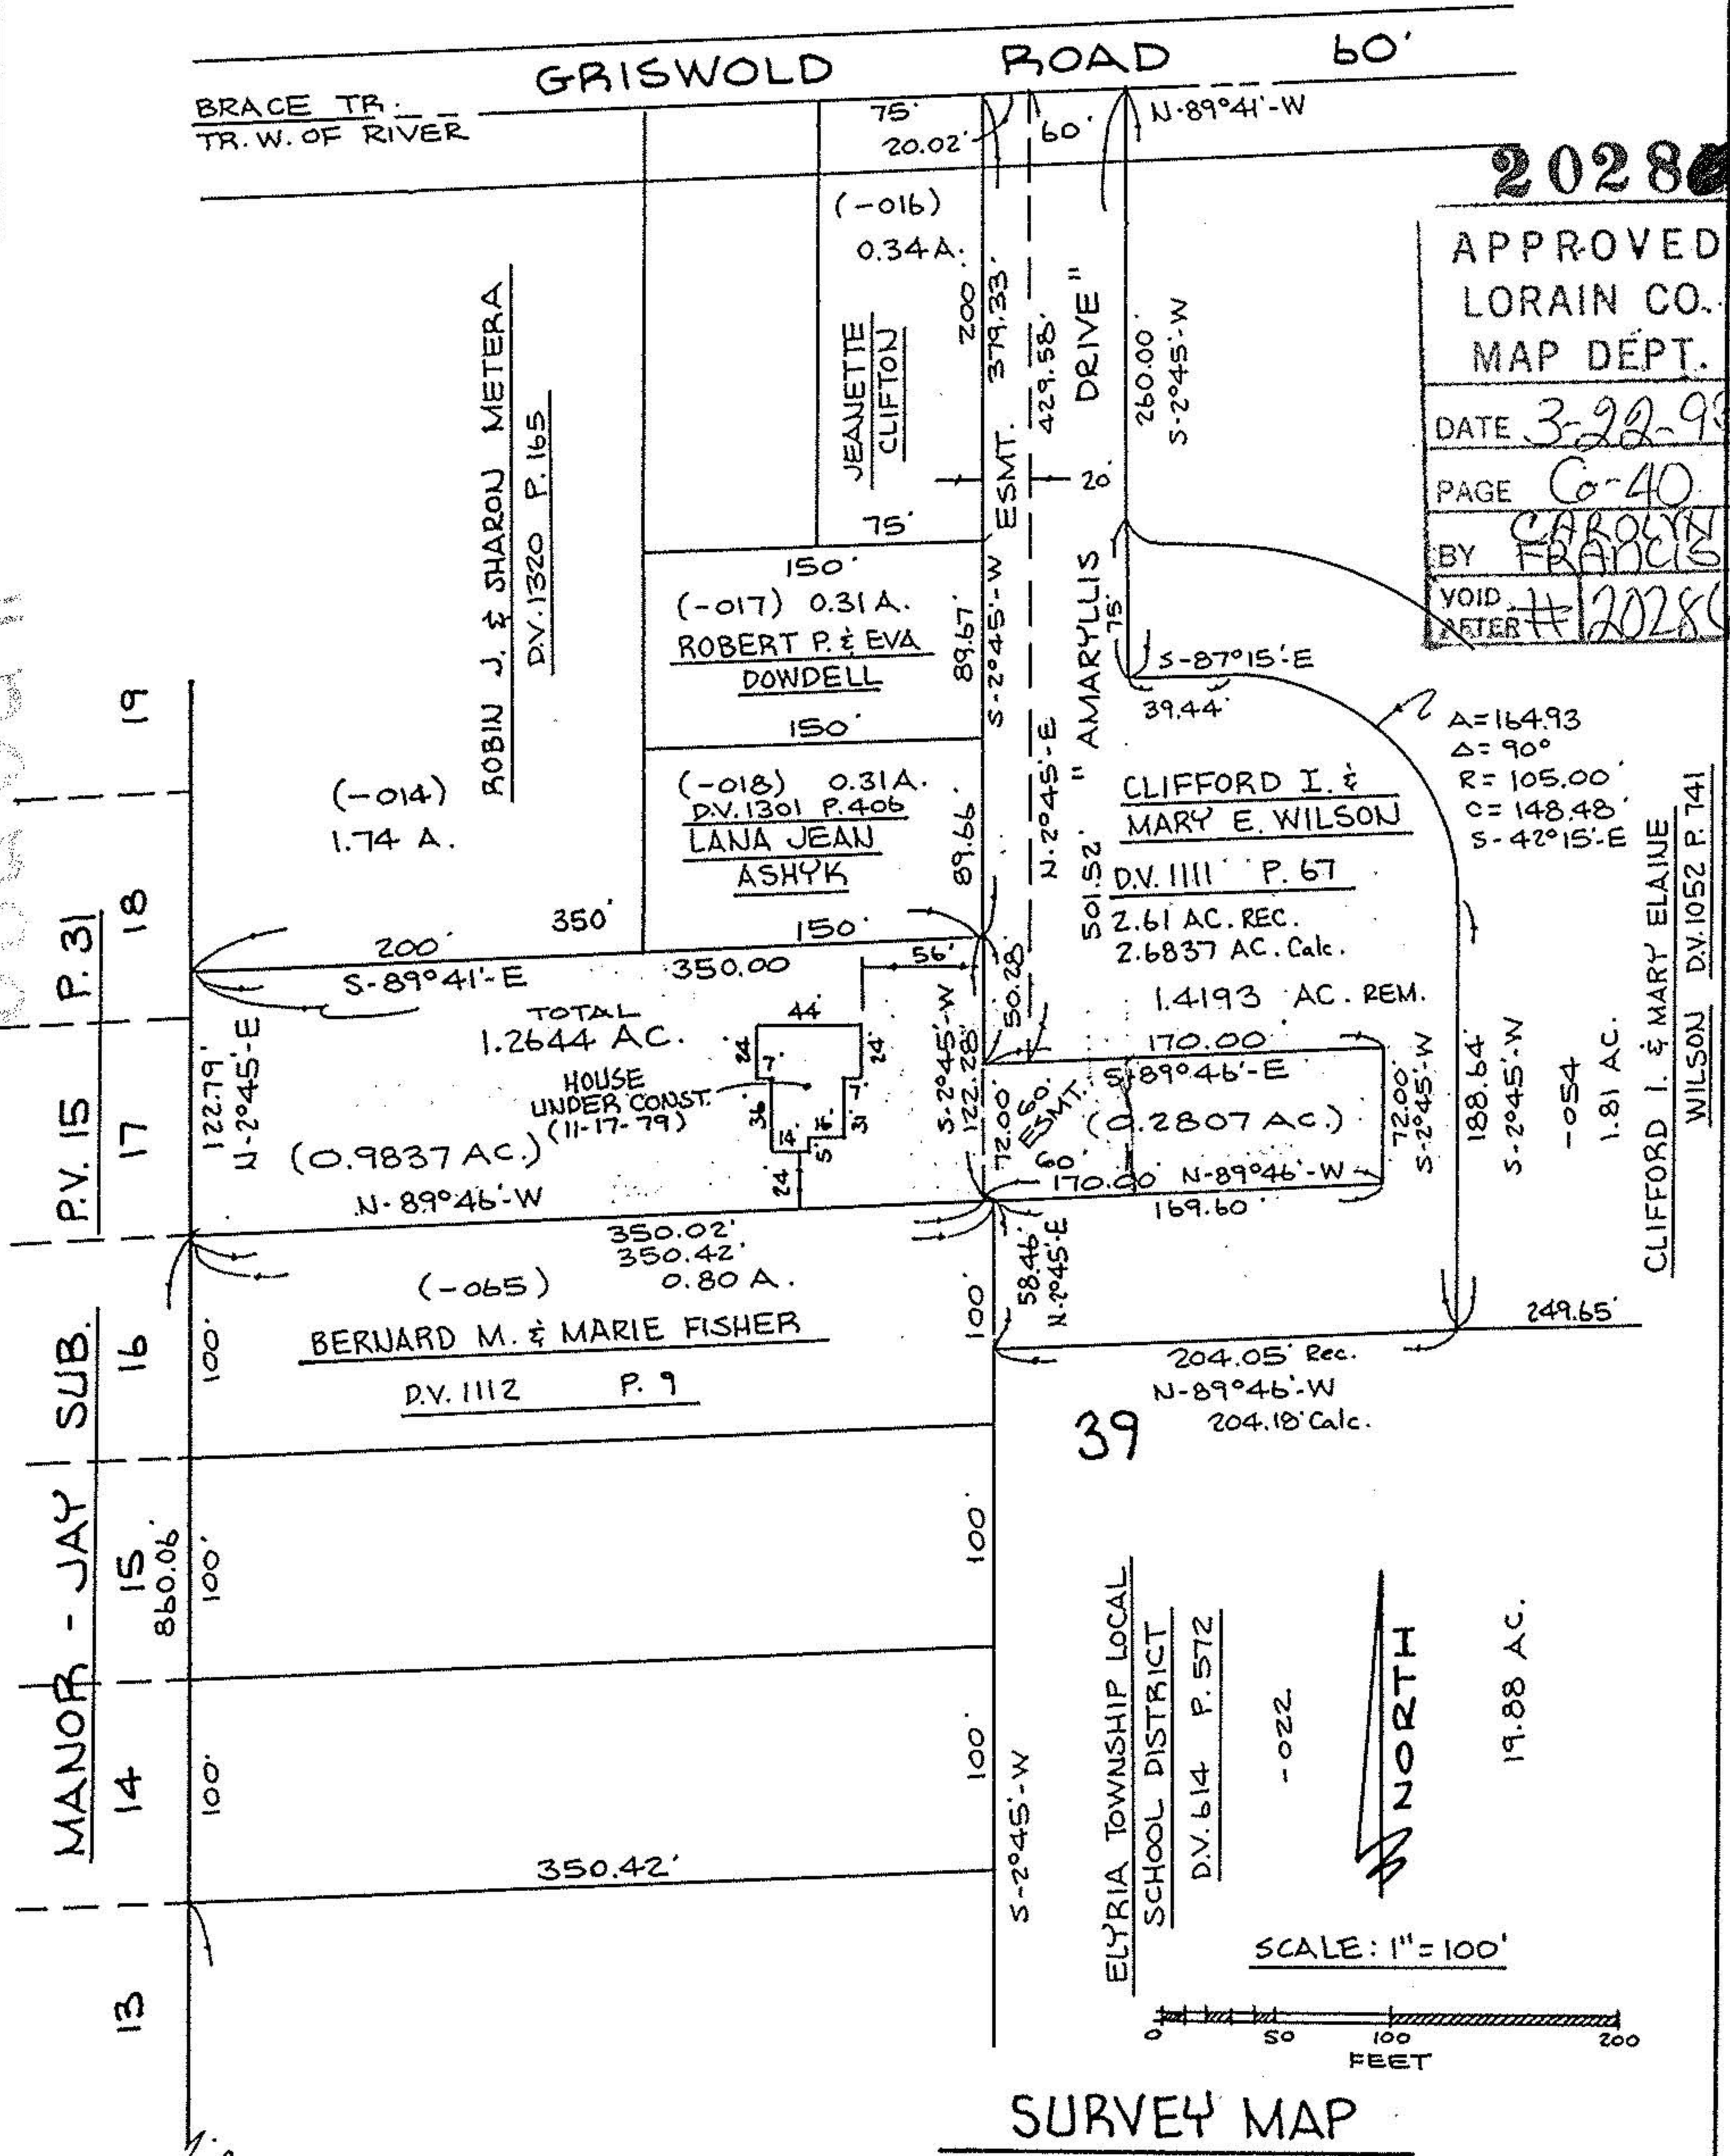 GRISWOLD ROAD 60'
BRACE TR.
TR. W. OF RIVER
75'
20.02'
60'
N-89°41'-W
2028
APPROVED
LORAIN CO.
MAP DEPT.
DATE 3-22-93
PAGE Co-40
BY CAROLYN FRANCIS
VOID AFTER #
(-016)
0.34 A.
JEANETTE
CLIFTON
200'
379.33'
ESMT.
S-2°45'-W
429.58'
N-2°45'-E
20'
75'
"AMARYLLIS DRIVE"
501.52'
260.00'
S-2°45'-W
75'
S-87°15'-E
39.44'
A=164.93
Δ= 90°
R= 105.00'
C= 148.48'
S-42°15'-E
ROBIN J. & SHARON METERA
D.V. 1320 P. 165
(-014)
1.74 A.
150'
(-017) 0.31 A.
ROBERT P. & EVA
DOWDELL
150'
89.67'
(-018) 0.31 A.
D.V. 1301 P. 406
LANA JEAN
ASHYK
150'
89.66'
CLIFFORD I. &
MARY E. WILSON
D.V. 1111 P. 67
2.61 AC. REC.
2.6837 AC. Calc.
1.4193 AC. REM.
350'
200'
S-89°41'-E
350.00
56'
50.28'
TOTAL
1.2644 AC.
HOUSE
UNDER CONST.
(11-17-79)
44'
24'
24'
7'
7'
36'
31'
5'
24'
122.79'
N-2°45'-E
(0.9837 AC.)
N-89°46'-W
S-2°45'-W
122.28'
72.00'
60'
ESMT.
60'
170.00'
S-89°46'-E
(0.2807 AC.)
170.00' N-89°46'-W
169.60'
72.00'
S-2°45'-W
188.64'
S-2°45'-W
-054
1.81 AC.
CLIFFORD I. & MARY ELAINE
WILSON D.V. 1052 P. 741
350.02'
350.42'
(-065) 0.80 A.
BERNARD M. & MARIE FISHER
D.V. 1112 P. 9
100'
100'
58.46'
N-2°45'-E
249.65'
204.05' Rec.
N-89°46'-W
204.18' Calc.
39
MANOR - JAY SUB. P.V. 15 P. 31
19
18
17
16
15
14
13
860.06'
100'
100'
100'
100'
350.42'
S-2°45'-W
ELYRIA TOWNSHIP LOCAL
SCHOOL DISTRICT
D.V. 614 P. 572
-022
19.88 AC.
NORTH
SCALE: 1"=100'
0 50 100 200
FEET
SURVEY MAP